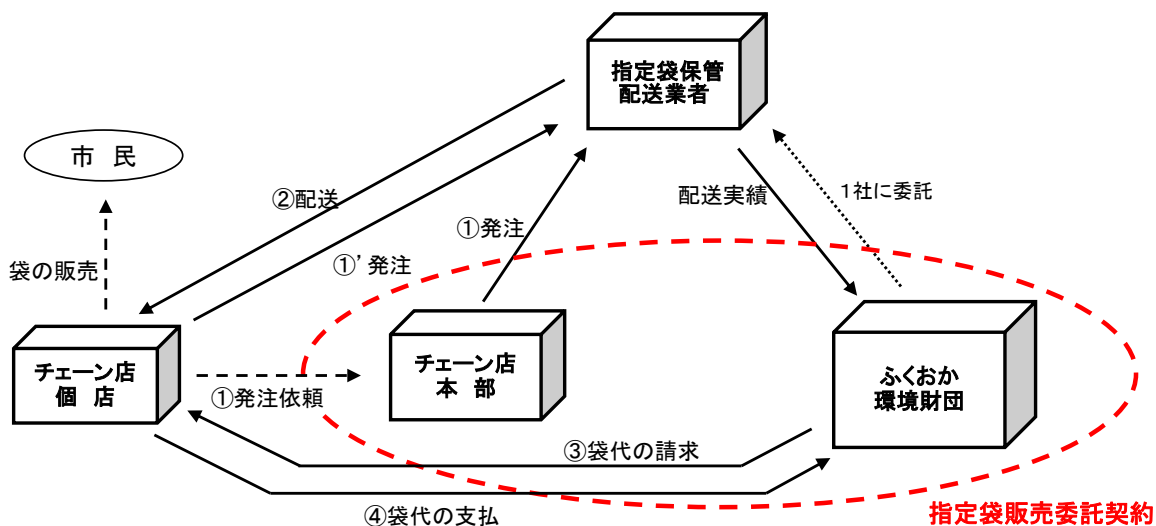 指定袋保管
配送業者
市 民
②配送
配送実績
1社に委託
①発注
①’発注
袋の販売
チェーン店
個 店
①発注依頼
チェーン店
本 部
ふくおか
環境財団
③袋代の請求
④袋代の支払
指定袋販売委託契約